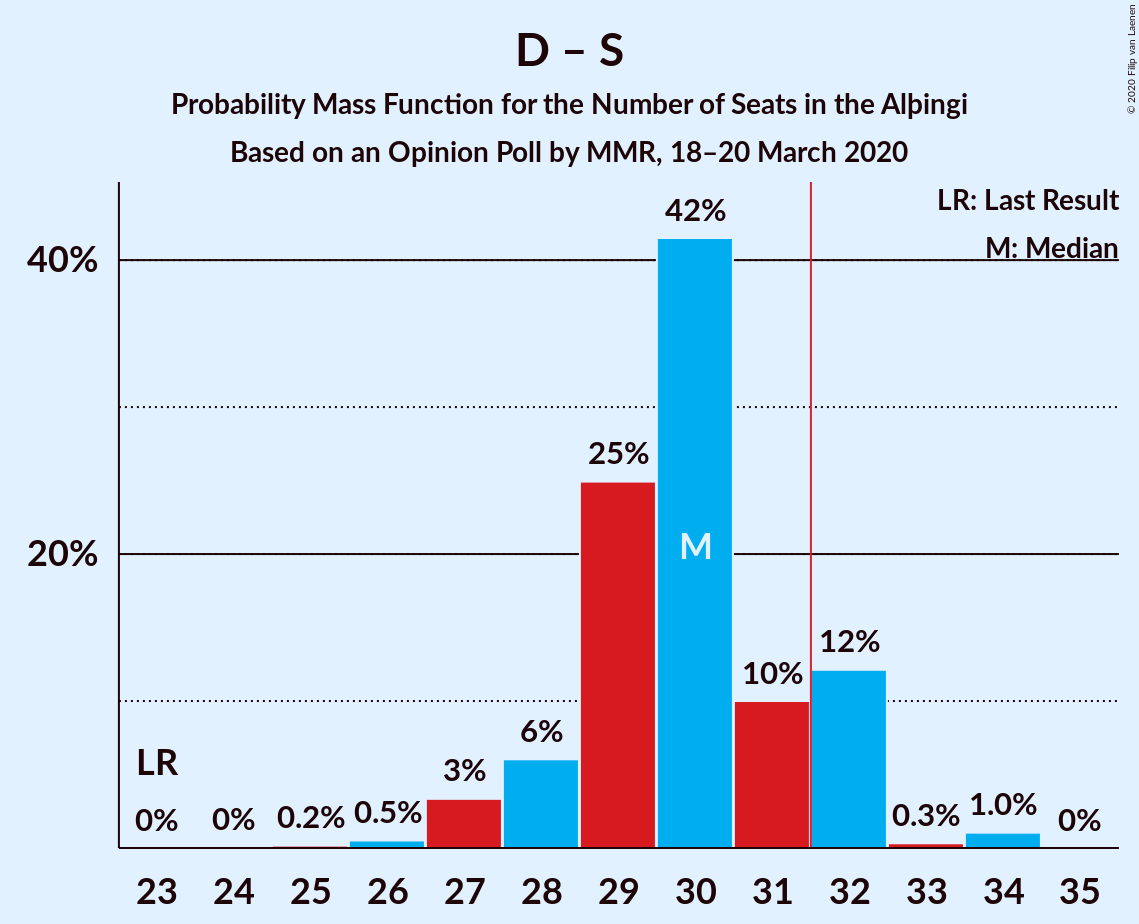 D – S
Probability Mass Function for the Number of Seats in the Alþingi
Based on an Opinion Poll by MMR, 18–20 March 2020
© 2020 Filip van Laenen
LR: Last Result
M: Median
40%
20%
42%
25%
M
12%
10%
6%
3%
LR
0% 0% 0.2% 0.5% 0.3% 1.0% 0%
23 24 25 26 27 28 29 30 31 32 33 34 35